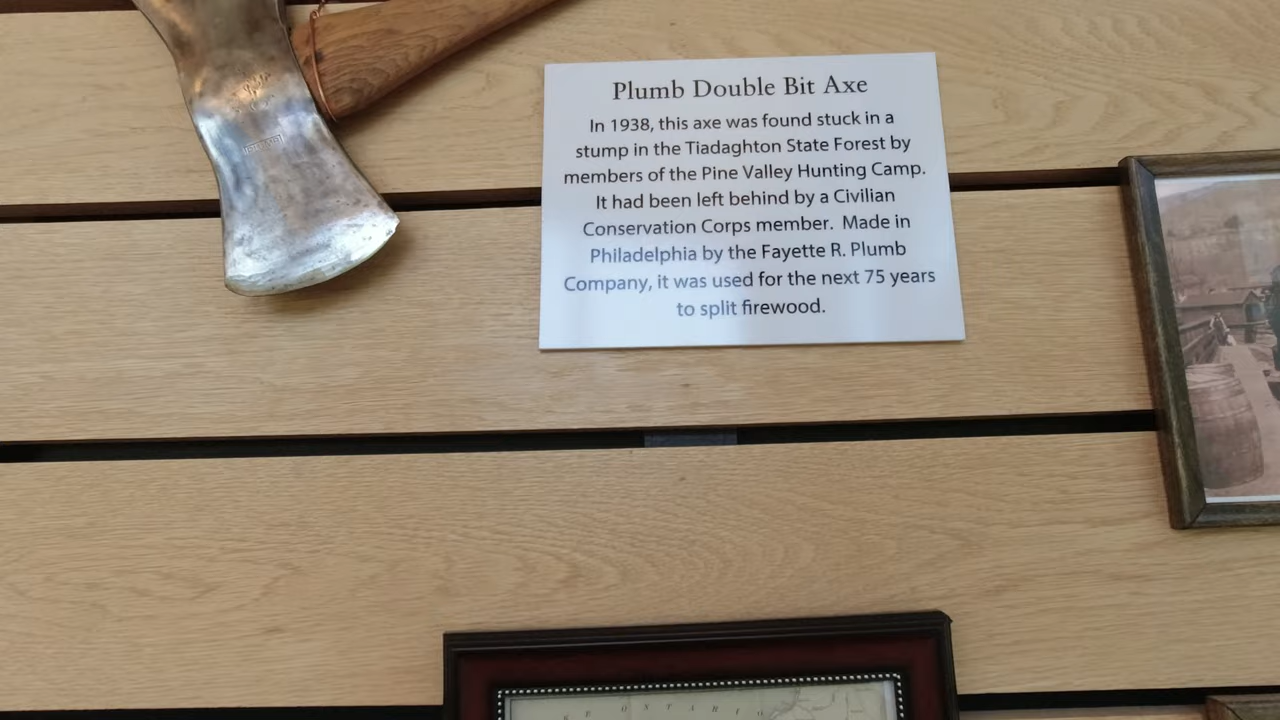 Plumb Double Bit Axe
In 1938, this axe was found stuck in a
stump in the Tiadaghton State Forest by
members of the Pine Valley Hunting Camp.
It had been left behind by a Civilian
Conservation Corps member. Made in
Philadelphia by the Fayette R. Plumb
Company, it was used for the next 75 years
to split firewood.
KE ONTARIO